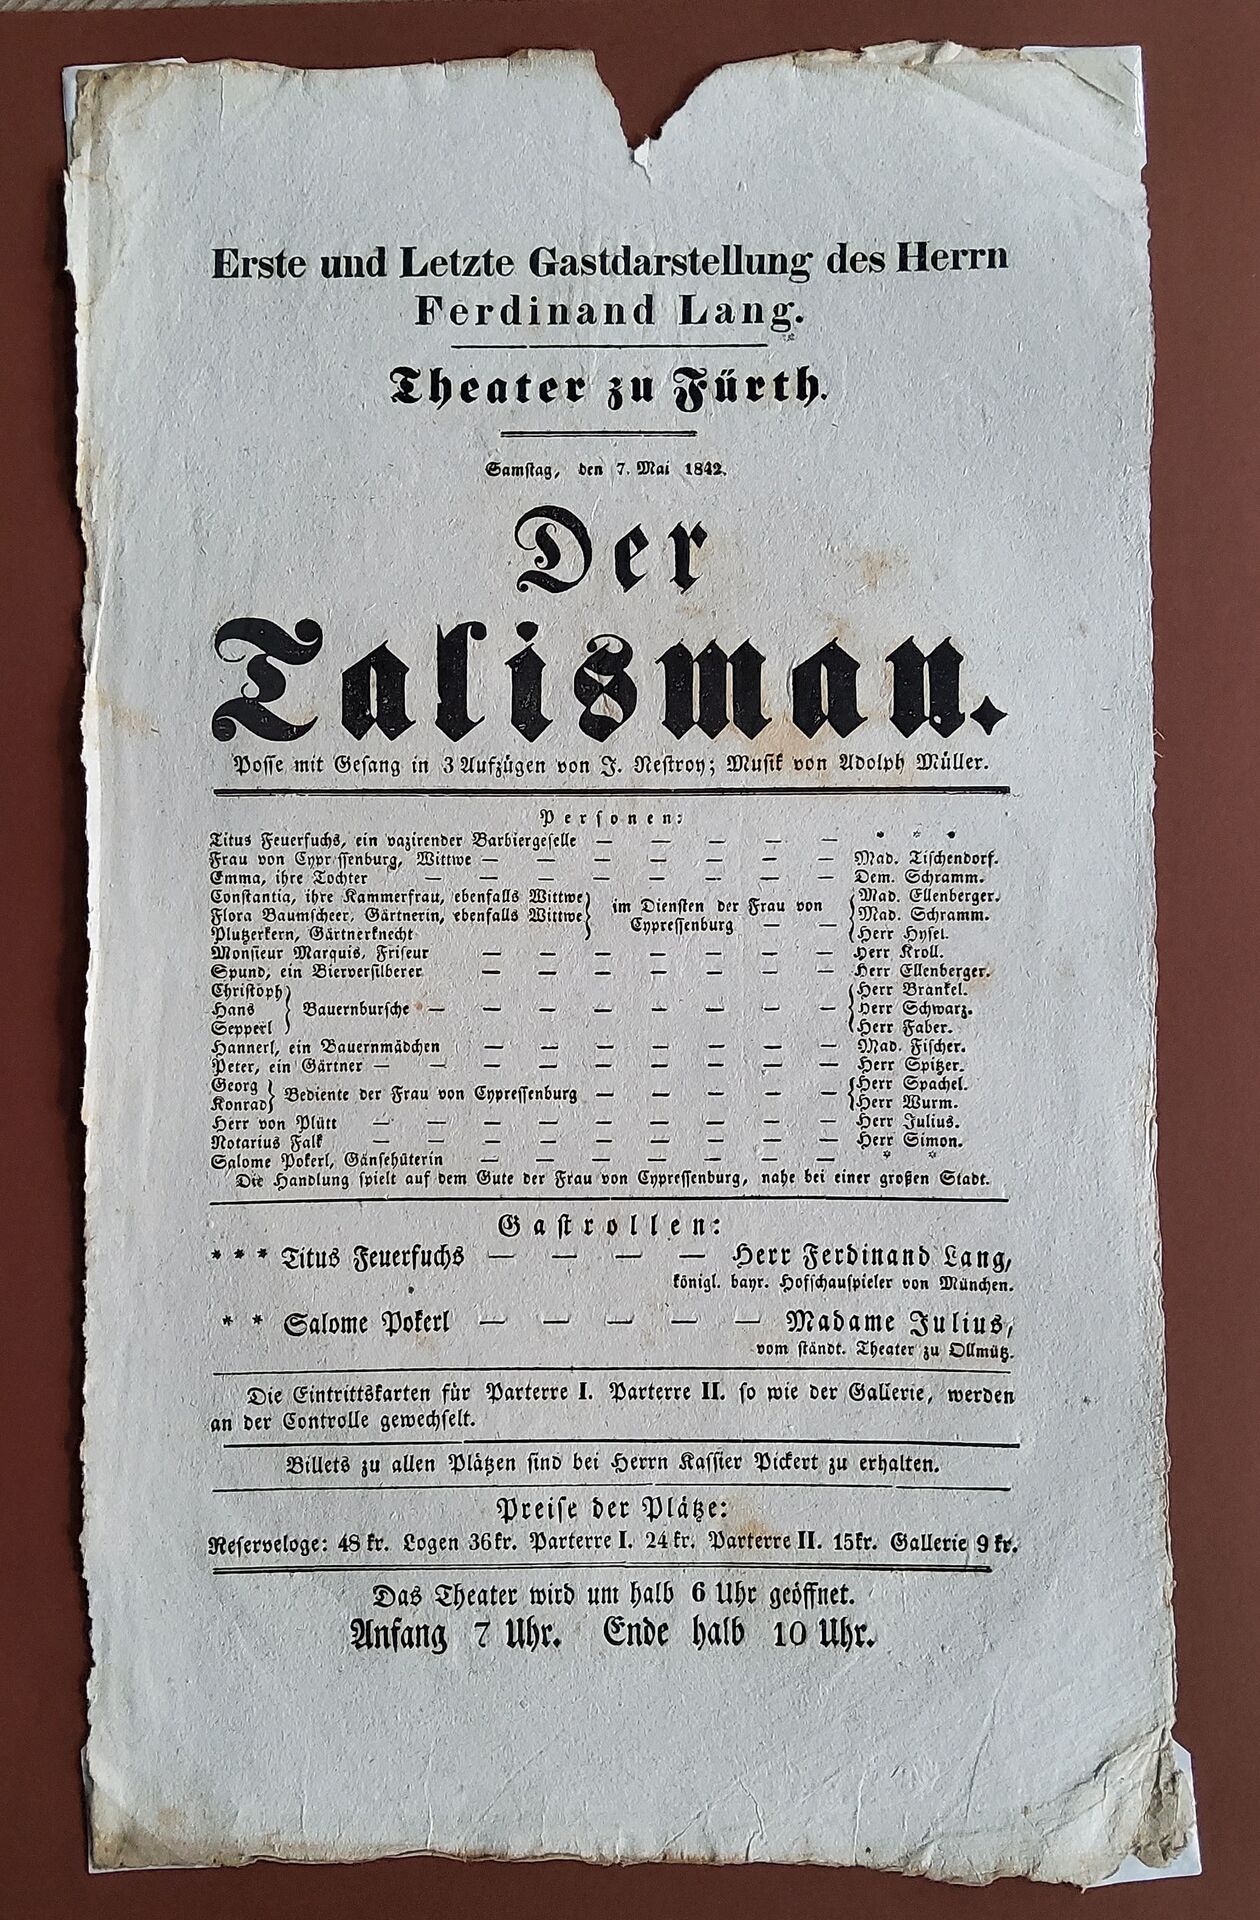 Erste und Letzte Gastdarstellung des Herrn
Ferdinand Lang.
Theater zu Fürth.
Samstag, den 7. Mai 1842.
Der
Talisman.
Posse mit Gesang in 3 Aufzügen von J. Nestroy; Musik von Adolph Müller.
Personen:
Titus Feuerfuchs, ein vazirender Barbiergeselle — — — — — * * *
Frau von Cypressenburg, Wittwe — — — — — — — Mad. Tischendorf.
Emma, ihre Tochter — — — — — — — — Dem. Schramm.
Constantia, ihre Kammerfrau, ebenfalls Wittwe } im Diensten der Frau von { Mad. Ellenberger.
Flora Baumscheer, Gärtnerin, ebenfalls Wittwe } Cypressenburg — — { Mad. Schramm.
Plutzerkern, Gärtnerknecht } { Herr Hysel.
Monsieur Marquis, Friseur — — — — — — — Herr Kroll.
Spund, ein Bierversilberer — — — — — — — Herr Ellenberger.
Christoph } { Herr Brankel.
Hans } Bauernbursche — — — — — — — — { Herr Schwarz.
Sepperl } { Herr Faber.
Hannerl, ein Bauernmädchen — — — — — — — Mad. Fischer.
Peter, ein Gärtner — — — — — — — — — Herr Spitzer.
Georg } Bediente der Frau von Cypressenburg — — — — — { Herr Spachel.
Konrad } { Herr Wurm.
Herr von Plütt — — — — — — — — — Herr Julius.
Notarius Falk — — — — — — — — — Herr Simon.
Salome Pokerl, Gänsehüterin — — — — — — — * *
Die Handlung spielt auf dem Gute der Frau von Cypressenburg, nahe bei einer großen Stadt.
Gastrollen:
* * * Titus Feuerfuchs — — — — Herr Ferdinand Lang,
königl. bayr. Hofschauspieler von München.
* * Salome Pokerl — — — — — Madame Julius,
vom ständt. Theater zu Ollmütz.
Die Eintrittskarten für Parterre I. Parterre II. so wie der Gallerie, werden
an der Controlle gewechselt.
Billets zu allen Plätzen sind bei Herrn Kassier Pickert zu erhalten.
Preise der Plätze:
Reserveloge: 48 kr. Logen 36 kr. Parterre I. 24 kr. Parterre II. 15 kr. Gallerie 9 kr.
Das Theater wird um halb 6 Uhr geöffnet.
Anfang 7 Uhr. Ende halb 10 Uhr.